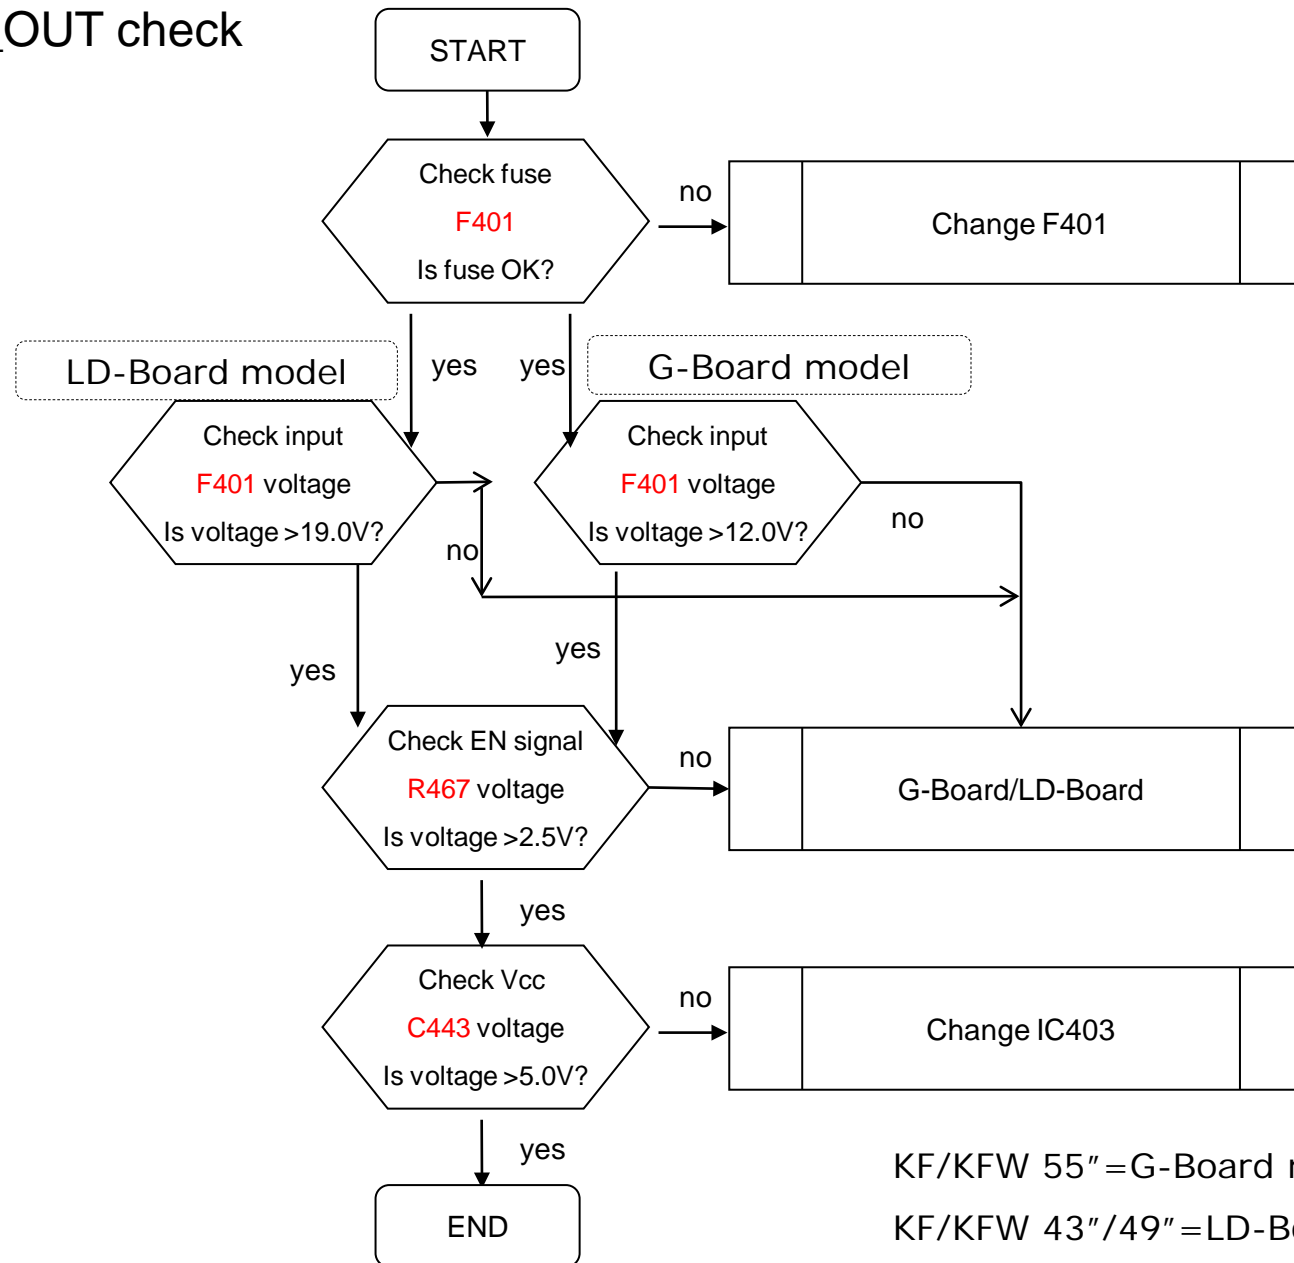 _OUT check
START
Check fuse
F401
Is fuse OK?
no
Change F401
LD-Board model
yes
yes
G-Board model
Check input
F401 voltage
Is voltage >19.0V?
no
Check input
F401 voltage
Is voltage >12.0V?
no
yes
yes
Check EN signal
R467 voltage
Is voltage >2.5V?
no
G-Board/LD-Board
yes
Check Vcc
C443 voltage
Is voltage >5.0V?
no
Change IC403
yes
END
KF/KFW 55"=G-Board
KF/KFW 43"/49"=LD-B